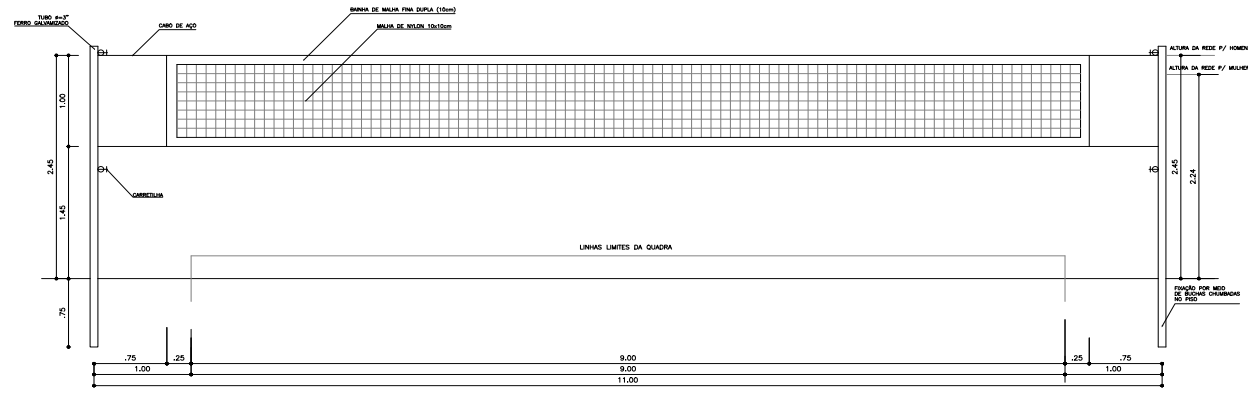 TUBO ø=3"
FERRO GALVAMIZADO
CABO DE AÇO
BAINHA DE MALHA FINA DUPLA (10cm)
MALHA DE NYLON 10x10cm
ALTURA DA REDE P/ HOMEN
ALTURA DA REDE P/ MULHER
1.00
2.45
1.45
.75
CARRETILHA
2.45
2.24
LINHAS LIMITES DA QUADRA
FIXAÇÃO POR MEIO
DE BUCHAS CHUMBADAS
NO PISO
.75
.25
9.00
.25
.75
1.00
9.00
1.00
11.00